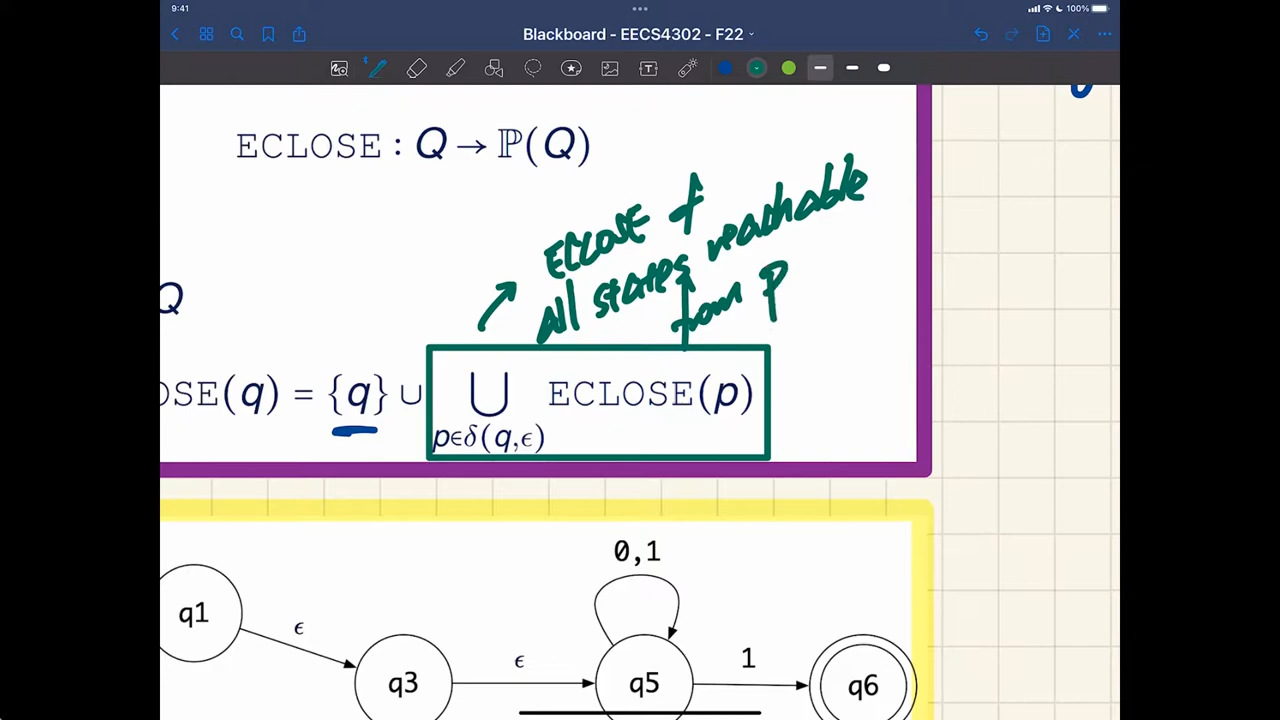 9:41
100%
Blackboard - EECS4302 - F22
ECLOSE : Q → ℙ(Q)
ECLOSE of
all states reachable
from P
Q
OSE(q) = {q} ∪ ⋃ ECLOSE(p)
p∈δ(q,ϵ)
0,1
q1
ϵ
q3
ϵ
q5
1
q6